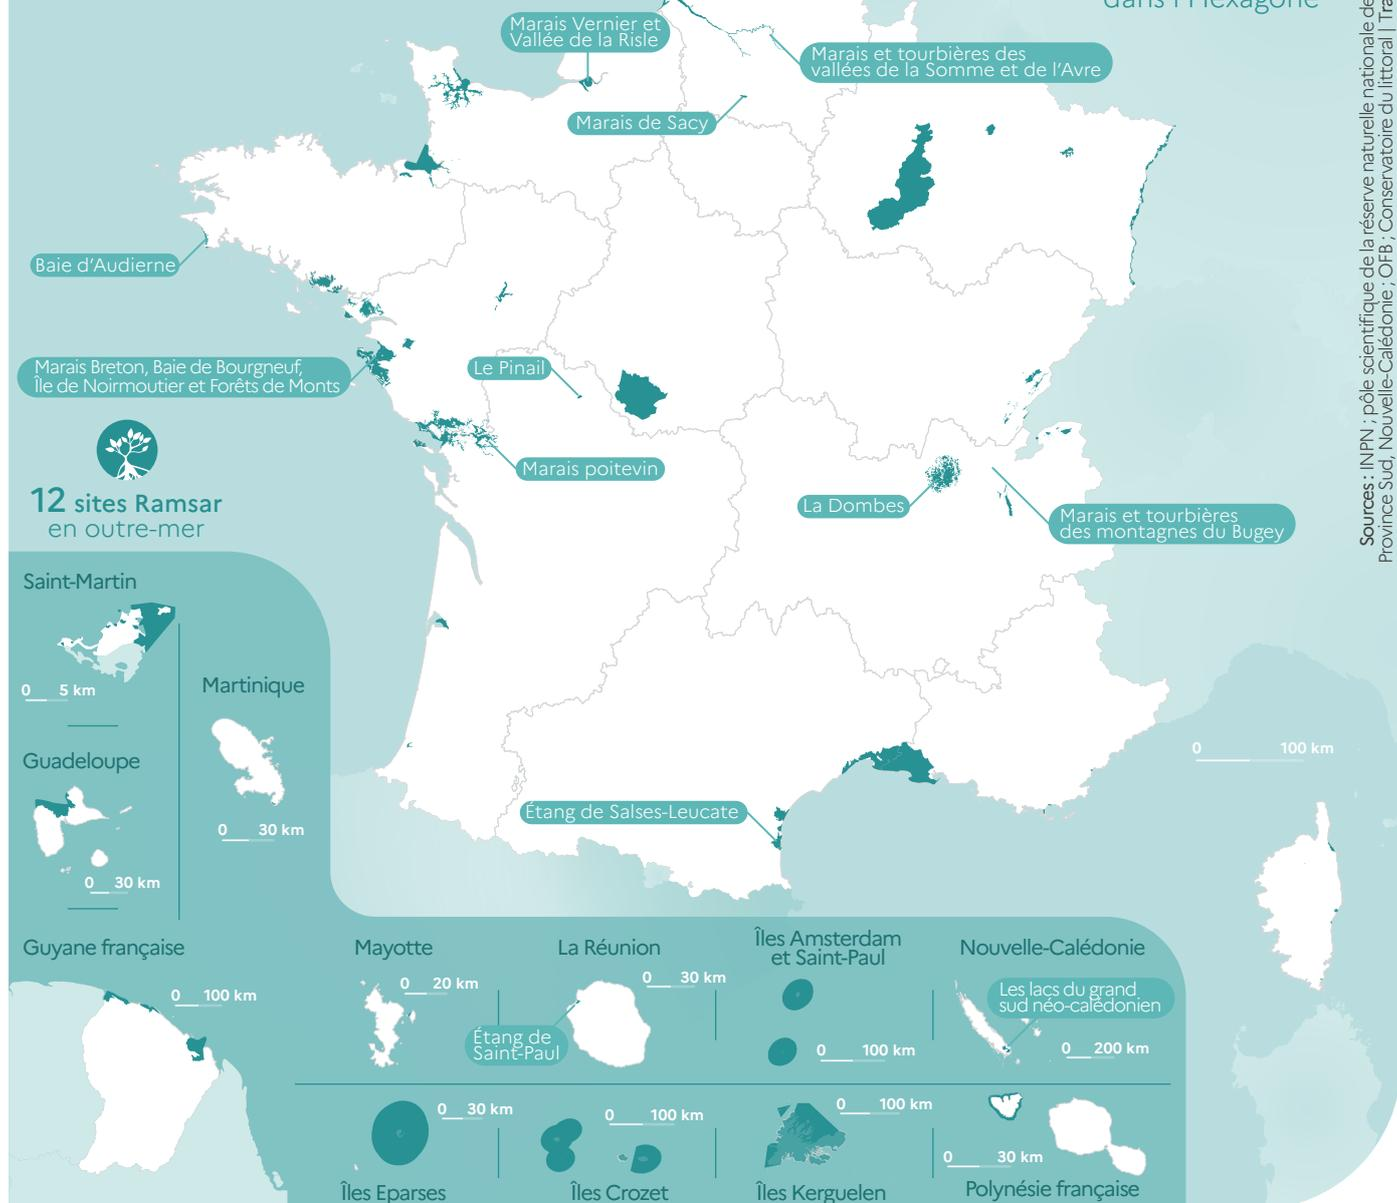 dans l'Hexagone
Marais Vernier et
Vallée de la Risle
Marais et tourbières des
vallées de la Somme et de l'Avre
Marais de Sacy
Baie d'Audierne
Marais Breton, Baie de Bourgneuf,
Île de Noirmoutier et Forêts de Monts
Le Pinail
Marais poitevin
La Dombes
Marais et tourbières
des montagnes du Bugey
12 sites Ramsar
en outre-mer
Saint-Martin
0 5 km
Martinique
0 30 km
Guadeloupe
0 30 km
Étang de Salses-Leucate
0 100 km
Guyane française
0 100 km
Mayotte
0 20 km
La Réunion
0 30 km
Étang de
Saint-Paul
Îles Amsterdam
et Saint-Paul
0 100 km
Nouvelle-Calédonie
Les lacs du grand
sud néo-calédonien
0 200 km
0 30 km
Îles Eparses
0 100 km
Îles Crozet
0 100 km
Îles Kerguelen
0 30 km
Polynésie française
Sources : INPN ; pôle scientifique de la réserve naturelle nationale de
Province Sud, Nouvelle-Calédonie ; OFB ; Conservatoire du littoral |